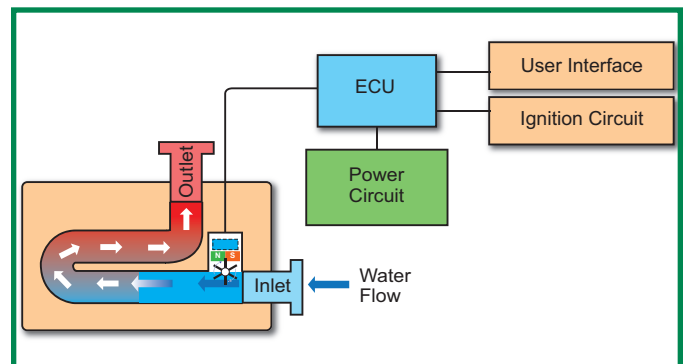 User Interface
ECU
Ignition Circuit
Power
Circuit
Outlet
N S
Inlet
Water
Flow